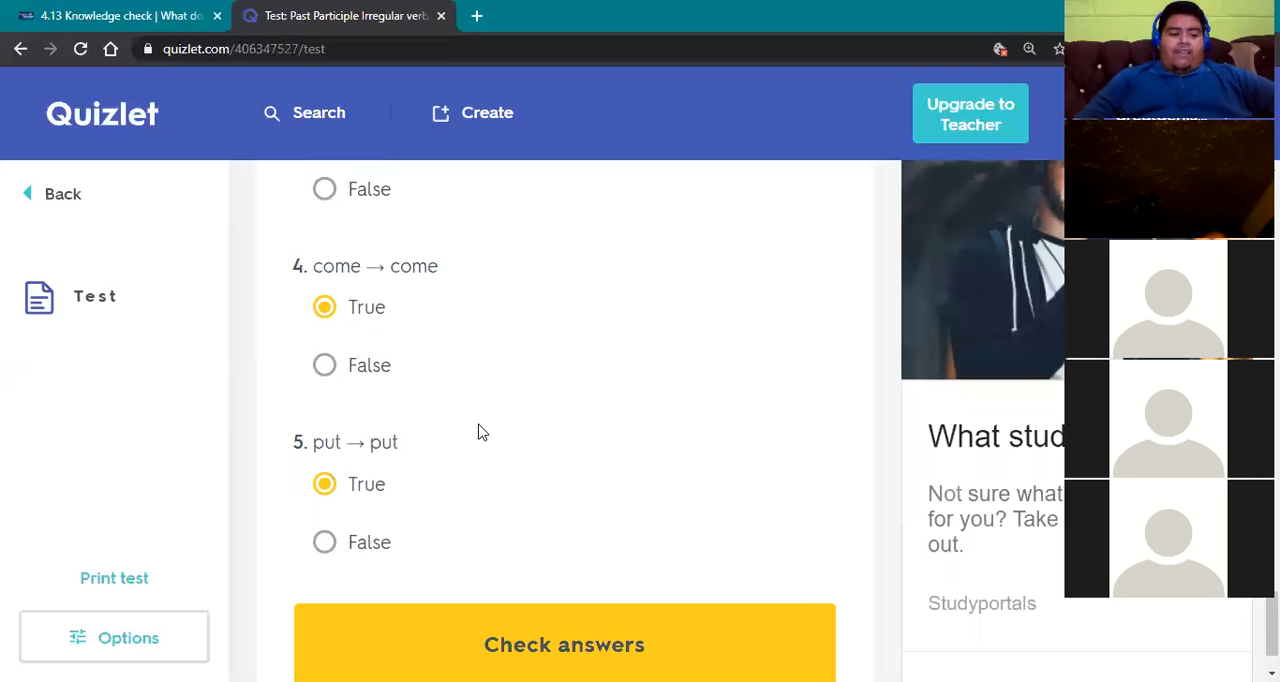 4.13 Knowledge check | What do
Test: Past Participle Irregular verb
quizlet.com/406347527/test
Quizlet
Search
Create
Upgrade to
Teacher
Back
Test
Print test
Options
False
4. come → come
True
False
5. put → put
True
False
Check answers
What stud
Not sure what
for you? Take
out.
Studyportals